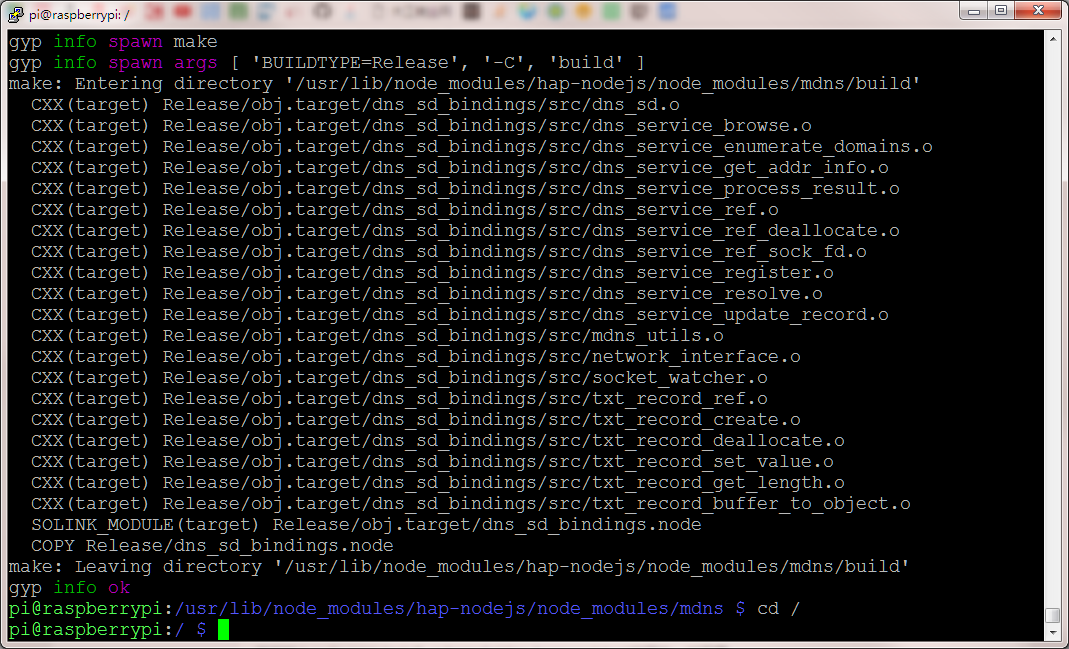 pi@raspberrypi: /
gyp info spawn make
gyp info spawn args [ 'BUILDTYPE=Release', '-C', 'build' ]
make: Entering directory '/usr/lib/node_modules/hap-nodejs/node_modules/mdns/build'
  CXX(target) Release/obj.target/dns_sd_bindings/src/dns_sd.o
  CXX(target) Release/obj.target/dns_sd_bindings/src/dns_service_browse.o
  CXX(target) Release/obj.target/dns_sd_bindings/src/dns_service_enumerate_domains.o
  CXX(target) Release/obj.target/dns_sd_bindings/src/dns_service_get_addr_info.o
  CXX(target) Release/obj.target/dns_sd_bindings/src/dns_service_process_result.o
  CXX(target) Release/obj.target/dns_sd_bindings/src/dns_service_ref.o
  CXX(target) Release/obj.target/dns_sd_bindings/src/dns_service_ref_deallocate.o
  CXX(target) Release/obj.target/dns_sd_bindings/src/dns_service_ref_sock_fd.o
  CXX(target) Release/obj.target/dns_sd_bindings/src/dns_service_register.o
  CXX(target) Release/obj.target/dns_sd_bindings/src/dns_service_resolve.o
  CXX(target) Release/obj.target/dns_sd_bindings/src/dns_service_update_record.o
  CXX(target) Release/obj.target/dns_sd_bindings/src/mdns_utils.o
  CXX(target) Release/obj.target/dns_sd_bindings/src/network_interface.o
  CXX(target) Release/obj.target/dns_sd_bindings/src/socket_watcher.o
  CXX(target) Release/obj.target/dns_sd_bindings/src/txt_record_ref.o
  CXX(target) Release/obj.target/dns_sd_bindings/src/txt_record_create.o
  CXX(target) Release/obj.target/dns_sd_bindings/src/txt_record_deallocate.o
  CXX(target) Release/obj.target/dns_sd_bindings/src/txt_record_set_value.o
  CXX(target) Release/obj.target/dns_sd_bindings/src/txt_record_get_length.o
  CXX(target) Release/obj.target/dns_sd_bindings/src/txt_record_buffer_to_object.o
  SOLINK_MODULE(target) Release/obj.target/dns_sd_bindings.node
  COPY Release/dns_sd_bindings.node
make: Leaving directory '/usr/lib/node_modules/hap-nodejs/node_modules/mdns/build'
gyp info ok
pi@raspberrypi:/usr/lib/node_modules/hap-nodejs/node_modules/mdns $ cd /
pi@raspberrypi:/ $